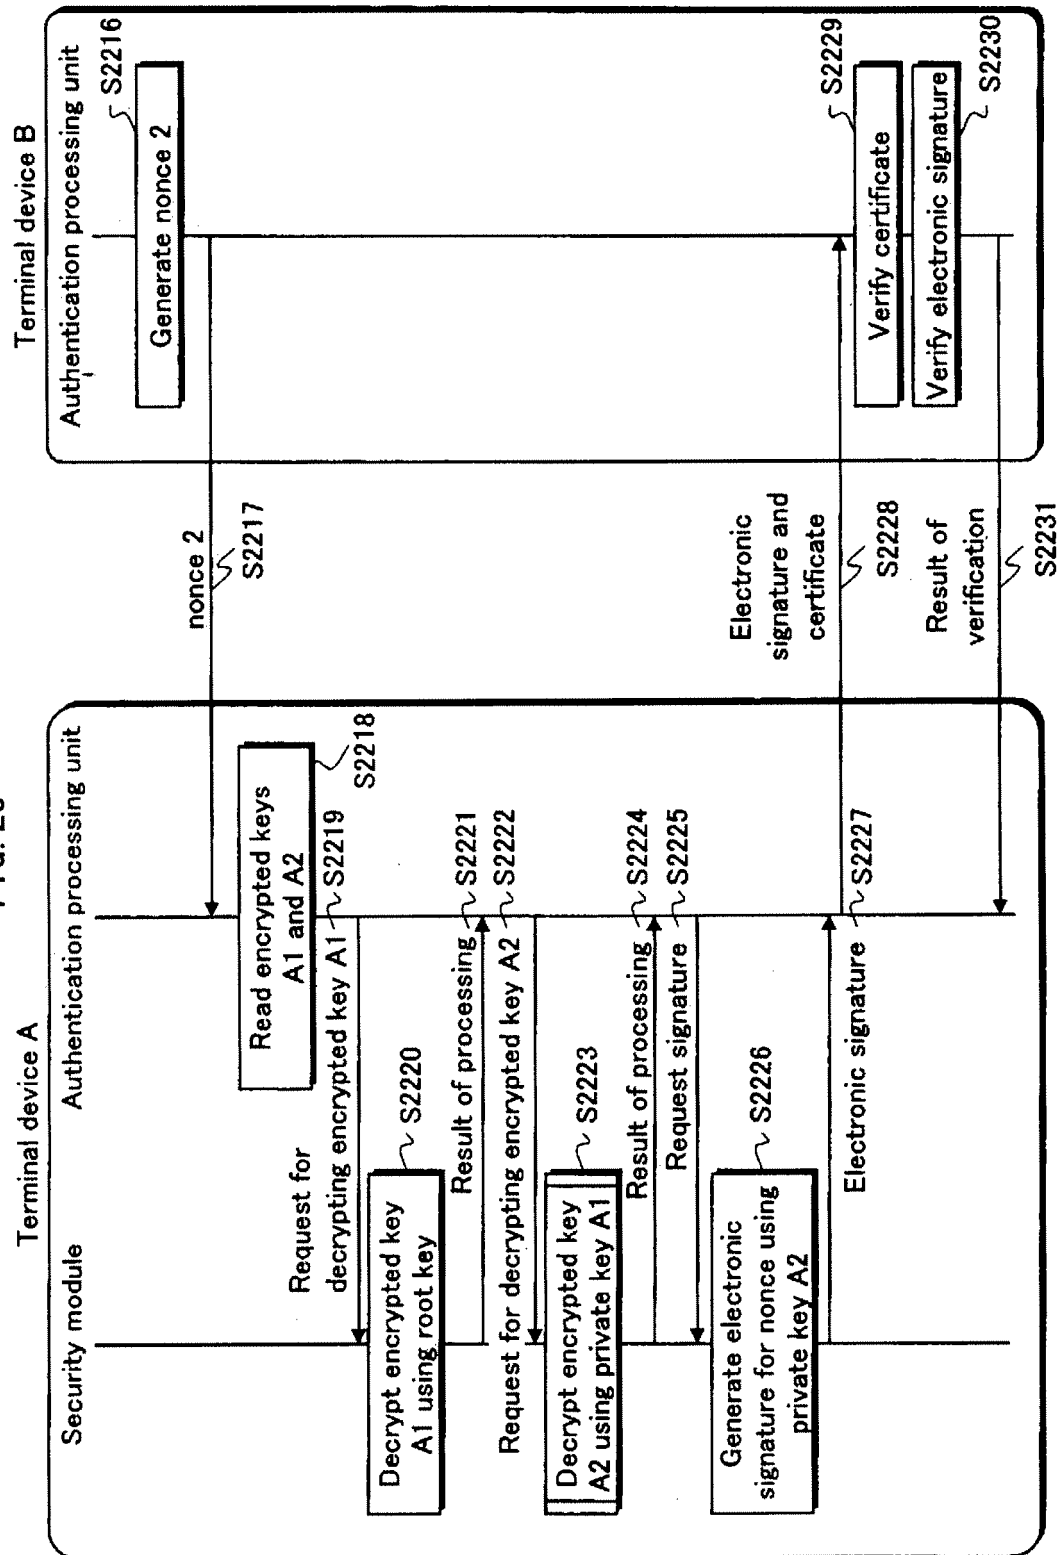 Terminal device A
Terminal device B
Security module
Authentication processing unit
Authentication processing unit
Generate nonce 2
S2216
nonce 2
S2217
Read encrypted keys
A1 and A2
S2218
Request for
decrypting encrypted key A1
S2219
Decrypt encrypted key
A1 using root key
S2220
Result of processing
S2221
Request for decrypting encrypted key A2
S2222
Decrypt encrypted key
A2 using private key A1
S2223
Result of processing
S2224
Request signature
S2225
Generate electronic
signature for nonce using
private key A2
S2226
Electronic signature
S2227
Electronic
signature and
certificate
S2228
Verify certificate
S2229
Verify electronic signature
S2230
Result of
verification
S2231